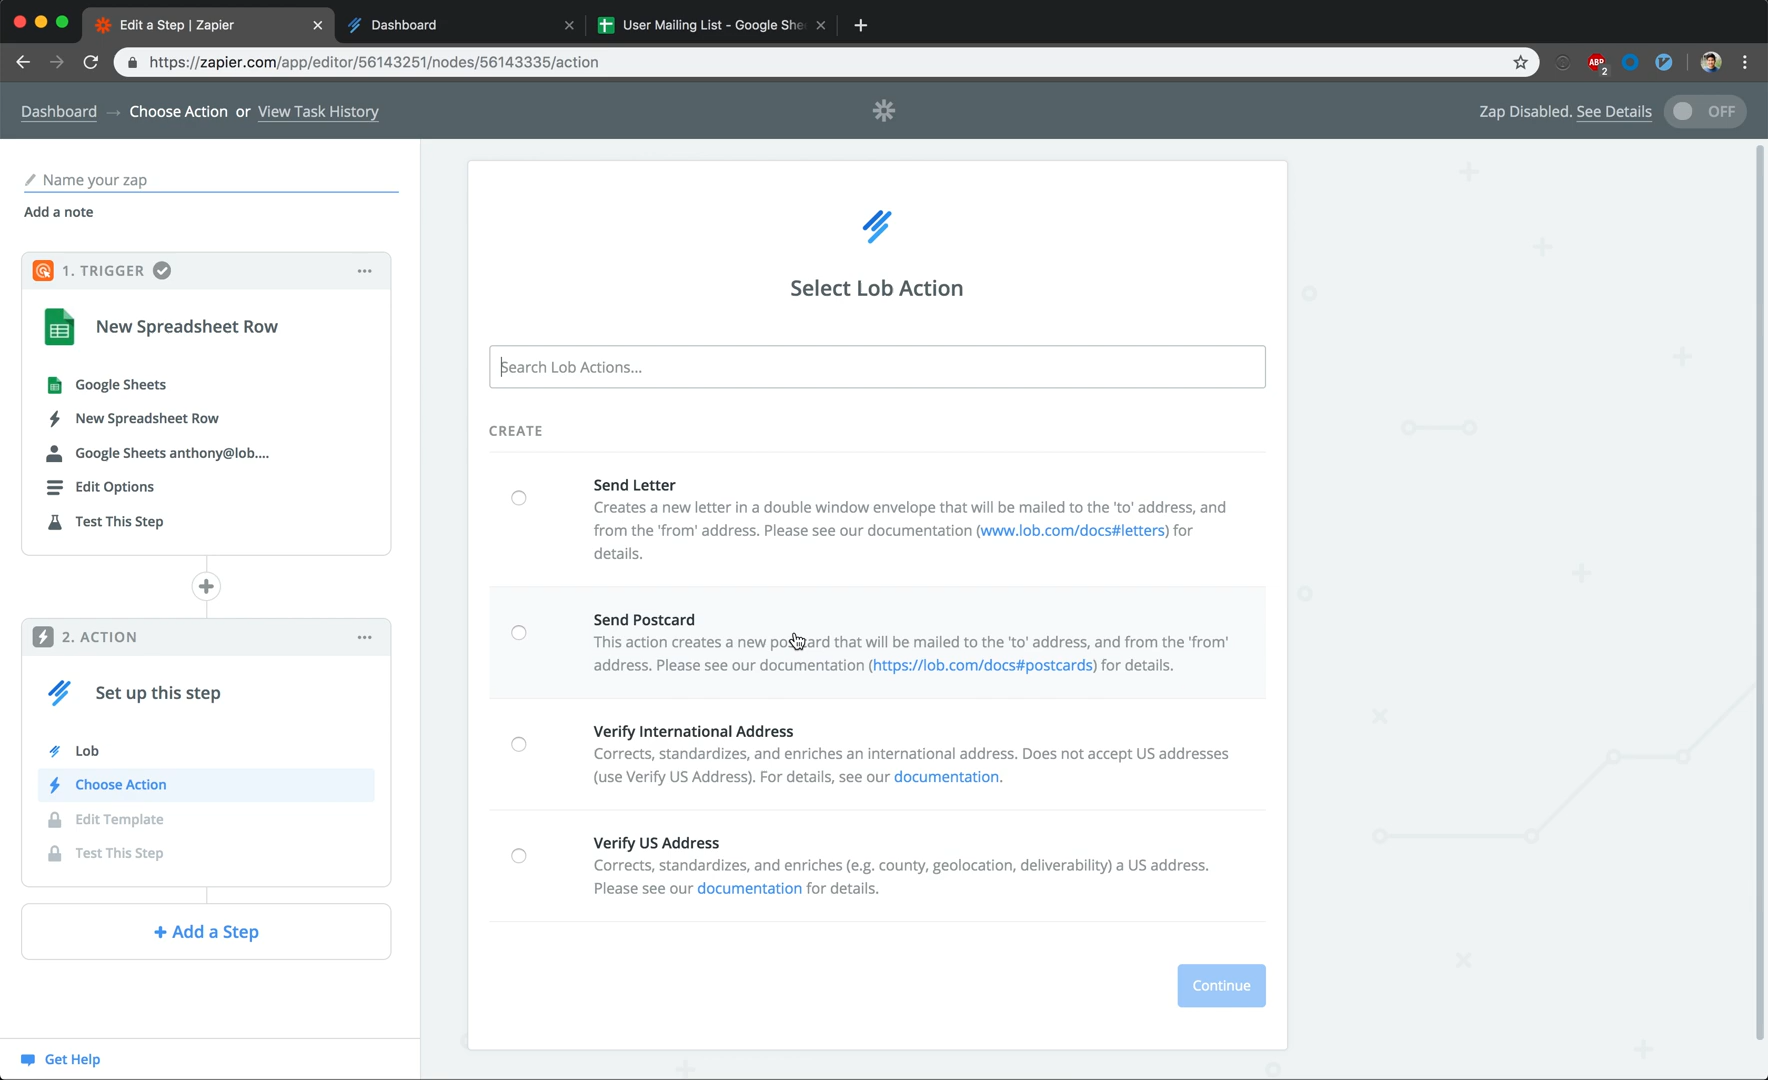 Edit a Step | Zapier
Dashboard
User Mailing List - Google She
https://zapier.com/app/editor/56143251/nodes/56143335/action
ABP
2
Dashboard → Choose Action or View Task History
Zap Disabled. See Details
OFF
Name your zap
Add a note
1. TRIGGER
New Spreadsheet Row
Google Sheets
New Spreadsheet Row
Google Sheets anthony@lob....
Edit Options
Test This Step
2. ACTION
Set up this step
Lob
Choose Action
Edit Template
Test This Step
+ Add a Step
Get Help
Select Lob Action
Search Lob Actions...
CREATE
Send Letter
Creates a new letter in a double window envelope that will be mailed to the 'to' address, and
from the 'from' address. Please see our documentation (www.lob.com/docs#letters) for
details.
Send Postcard
This action creates a new postcard that will be mailed to the 'to' address, and from the 'from'
address. Please see our documentation (https://lob.com/docs#postcards) for details.
Verify International Address
Corrects, standardizes, and enriches an international address. Does not accept US addresses
(use Verify US Address). For details, see our documentation.
Verify US Address
Corrects, standardizes, and enriches (e.g. county, geolocation, deliverability) a US address.
Please see our documentation for details.
Continue